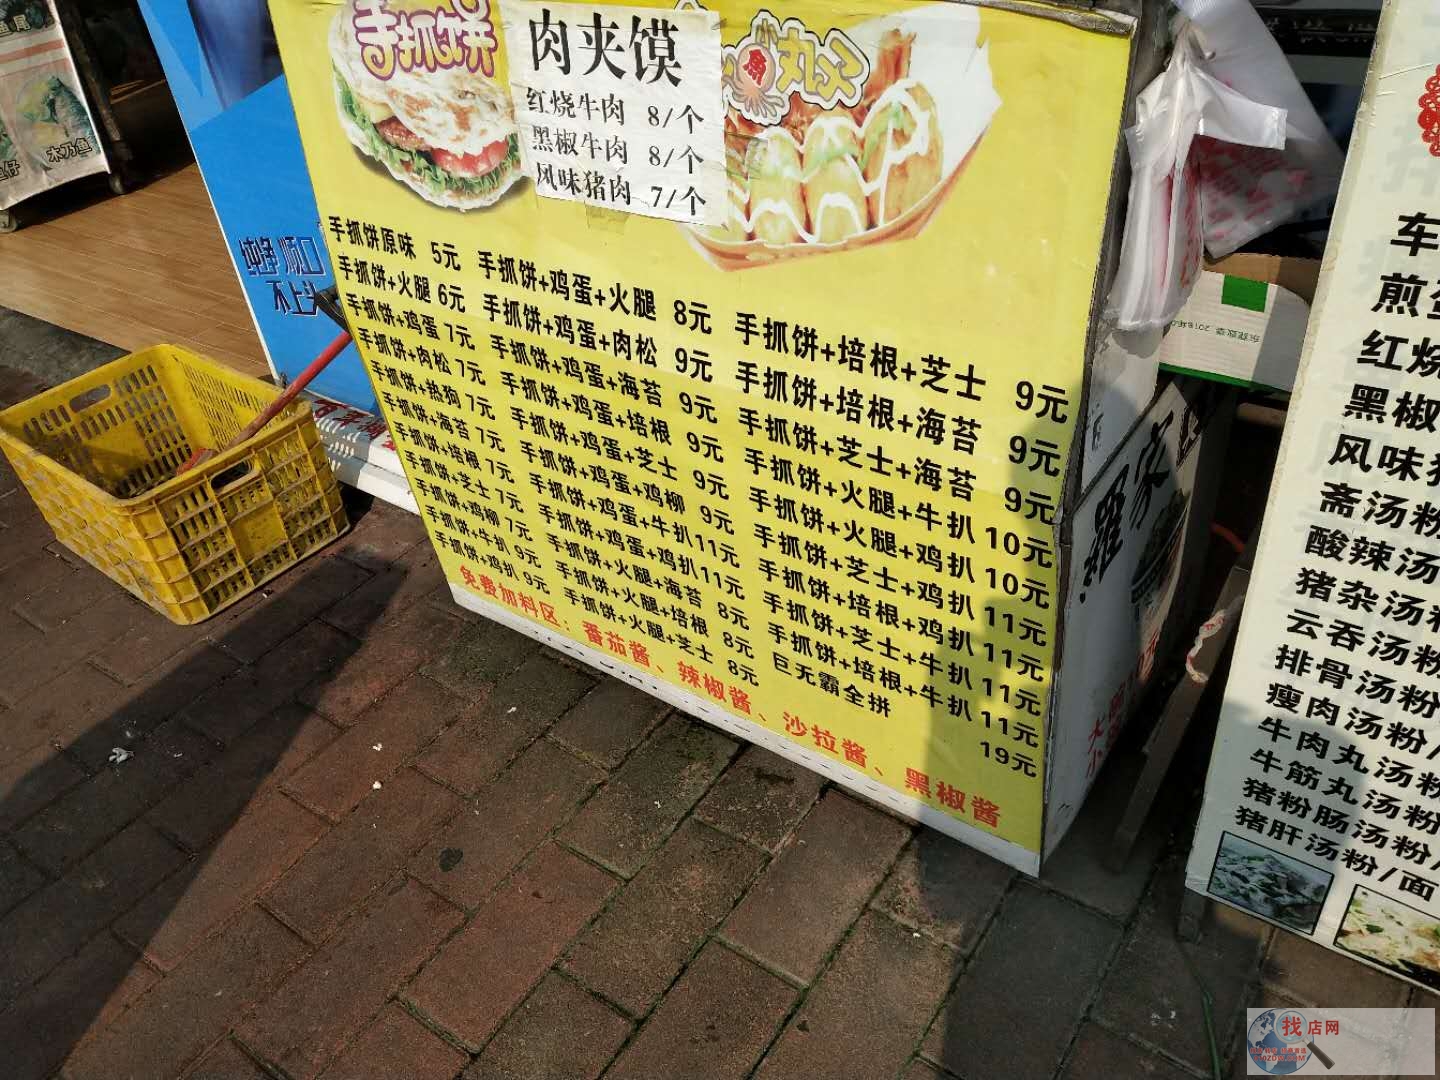 手抓饼
肉夹馍
红烧牛肉 8/个
黑椒牛肉 8/个
风味猪肉 7/个
鱼丸
手抓饼原味 5元
手抓饼+火腿 6元
手抓饼+鸡蛋 7元
手抓饼+肉松 7元
手抓饼+热狗 7元
手抓饼+海苔 7元
手抓饼+培根 7元
手抓饼+芝士 7元
手抓饼+鸡柳 7元
手抓饼+牛扒 9元
手抓饼+鸡扒 9元
手抓饼+鸡蛋+火腿 8元
手抓饼+鸡蛋+肉松 9元
手抓饼+鸡蛋+海苔 9元
手抓饼+鸡蛋+培根 9元
手抓饼+鸡蛋+芝士 9元
手抓饼+鸡蛋+鸡柳 9元
手抓饼+鸡蛋+牛扒 11元
手抓饼+鸡蛋+鸡扒 11元
手抓饼+火腿+海苔 8元
手抓饼+火腿+培根 8元
手抓饼+火腿+芝士 8元
手抓饼+培根+芝士 9元
手抓饼+培根+海苔 9元
手抓饼+芝士+海苔 9元
手抓饼+火腿+牛扒 10元
手抓饼+火腿+鸡扒 10元
手抓饼+芝士+鸡扒 11元
手抓饼+培根+鸡扒 11元
手抓饼+芝士+牛扒 11元
手抓饼+培根+牛扒 11元
巨无霸全拼 19元
免费加料区：番茄酱、辣椒酱、沙拉酱、黑椒酱
木乃鱼
仔
纯净 顺口
不上头
罗家
车
煎蛋
红烧
黑椒
风味猪
斋汤粉
酸辣汤
猪杂汤粉
云吞汤粉
排骨汤粉
瘦肉汤粉/
牛肉丸汤粉
牛筋丸汤粉
猪粉肠汤粉/
猪肝汤粉/面
找店网